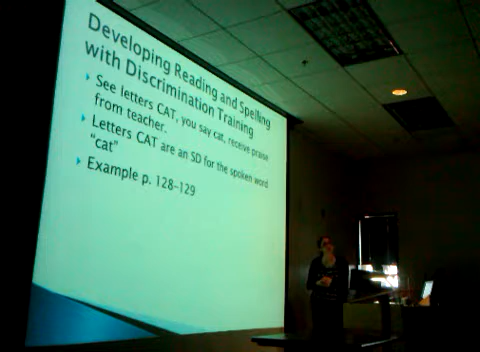 Developing Reading and Spelling
with Discrimination Training
See letters CAT, you say cat, receive praise
from teacher.
Letters CAT are an SD for the spoken word
"cat"
Example p. 128-129